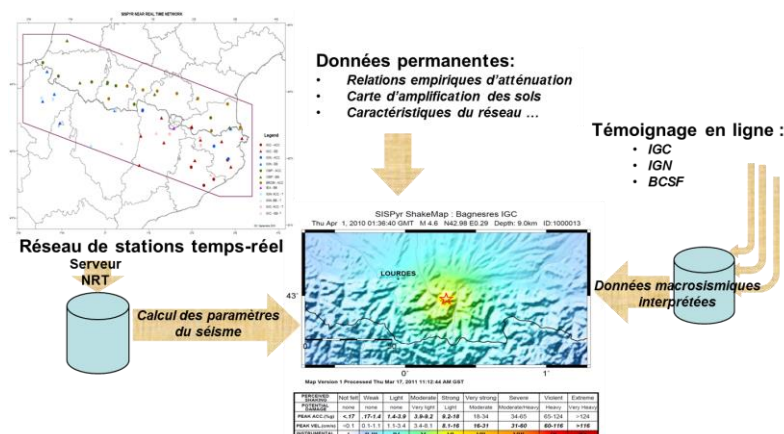 SISPYR NEAR REAL TIME NETWORK
Legend
Données permanentes:
• Relations empiriques d'atténuation
• Carte d'amplification des sols
• Caractéristiques du réseau ...
Témoignage en ligne :
• IGC
• IGN
• BCSF
Réseau de stations temps-réel
Serveur
NRT
Calcul des paramètres
du séisme
SISPyr ShakeMap : Bagneres IGC
Thu Apr 1, 2010 01:36:40 GMT M 4.6 N42.98 E0.29 Depth: 9.0km ID:1000013
LOURDES
43˚
0˚
1˚
Map Version 1 Processed Thu Mar 17, 2011 11:12:44 AM GST
Données macrosismiques
interprétées
PERCEIVED SHAKING Not felt Weak Light Moderate Strong Very strong Severe Violent Extreme
POTENTIAL DAMAGE none none none Very light Light Moderate Moderate/Heavy Heavy Very Heavy
PEAK ACC.(%g) <.17 .17-1.4 1.4-3.9 3.9-9.2 9.2-18 18-34 34-65 65-124 >124
PEAK VEL.(cm/s) <0.1 0.1-1.1 1.1-3.4 3.4-8.1 8.1-16 16-31 31-60 60-116 >116
INSTRUMENTAL